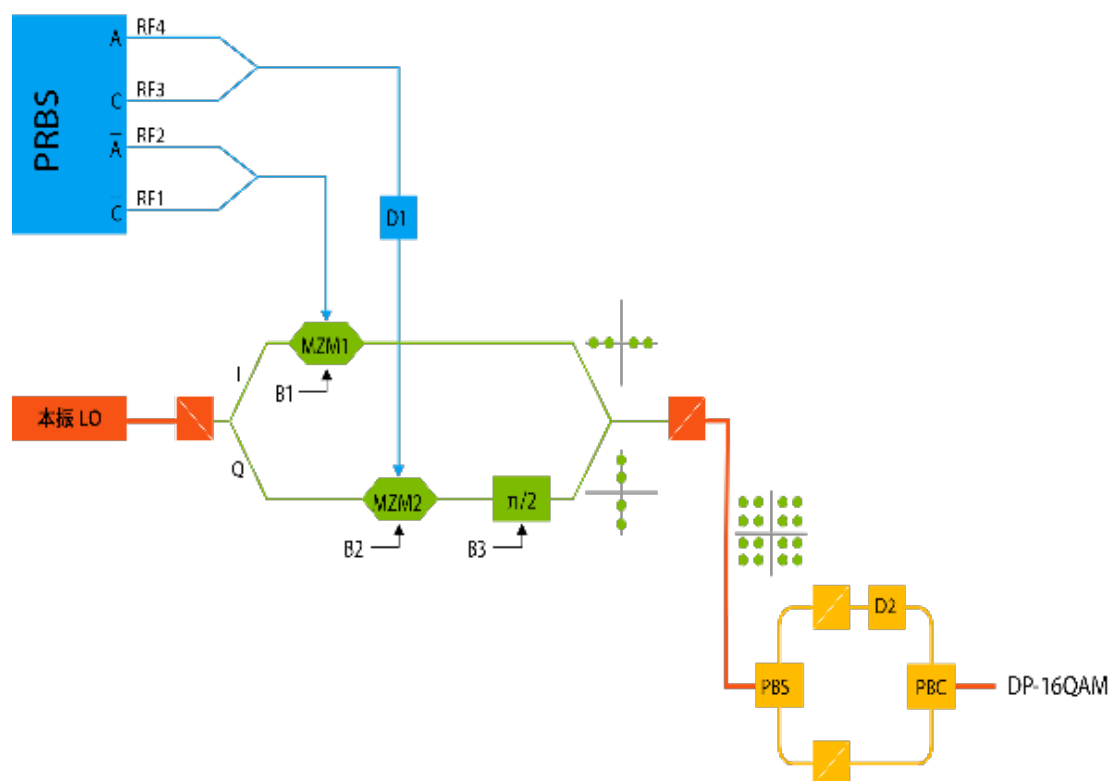 PRBS
A RF4
C RF3
A̅ RF2
C̅ RF1
D1
MZM1
I
B1
本振 LO
Q
MZM2
π/2
B2
B3
D2
PBS
PBC
DP-16QAM